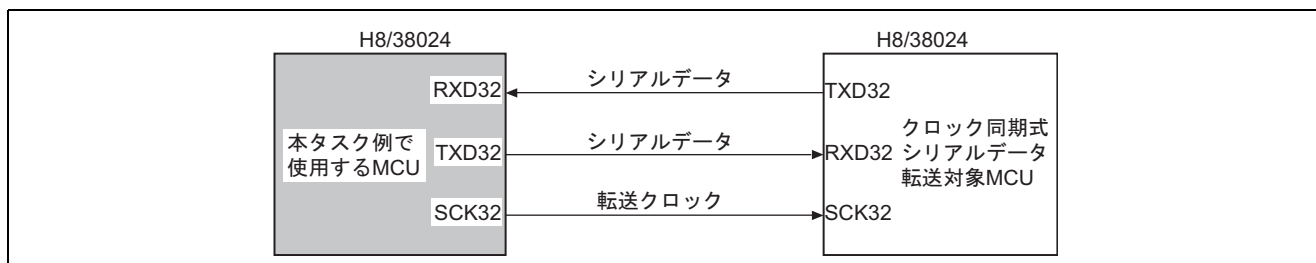 H8/38024
H8/38024
RXD32
シリアルデータ
TXD32
本タスク例で
使用するMCU
TXD32
シリアルデータ
RXD32
クロック同期式
シリアルデータ
転送対象MCU
SCK32
転送クロック
SCK32